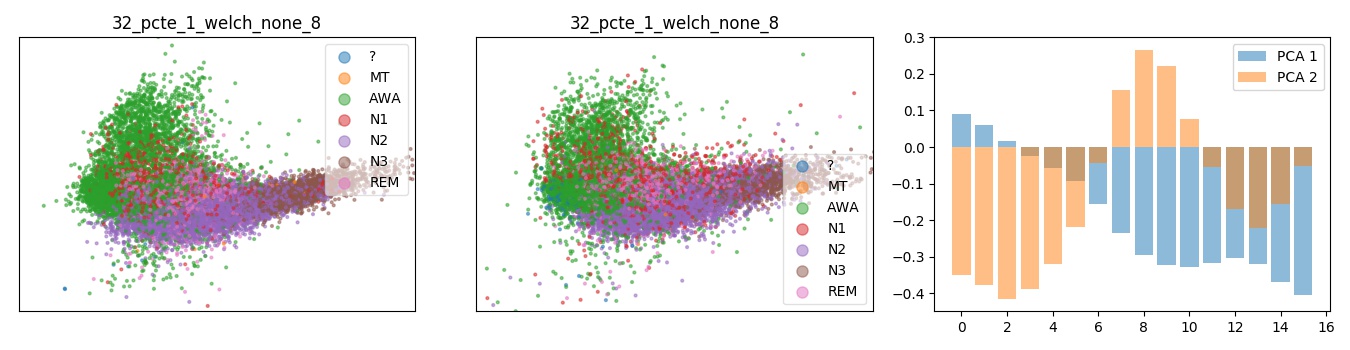 32_pcte_1_welch_none_8
?
MT
AWA
N1
N2
N3
REM
32_pcte_1_welch_none_8
?
MT
AWA
N1
N2
N3
REM
0.3
0.2
0.1
0.0
−0.1
−0.2
−0.3
−0.4
PCA 1
PCA 2
0 2 4 6 8 10 12 14 16